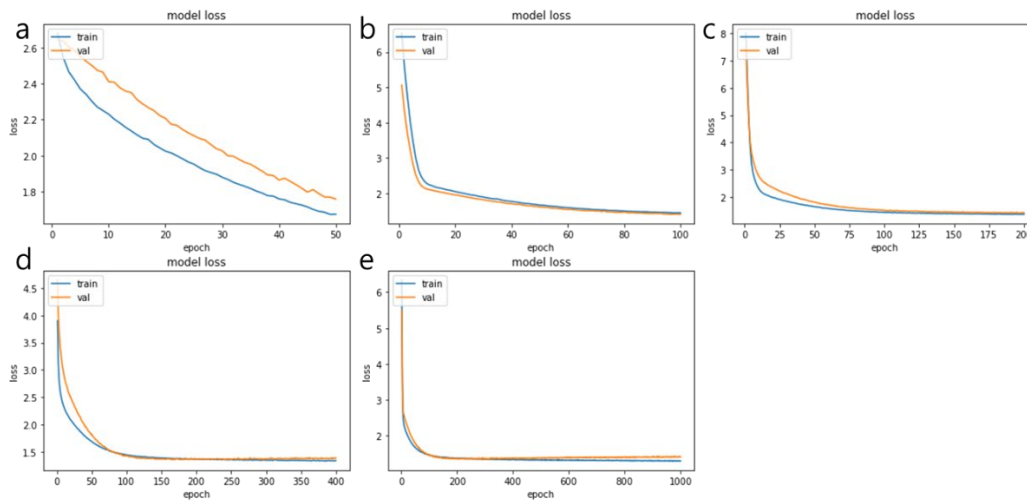 a
model loss
train
val
2.6
2.4
2.2
2.0
1.8
loss
0
10
20
30
40
50
epoch
b
model loss
train
val
6
5
4
3
2
loss
0
20
40
60
80
100
epoch
c
model loss
train
val
8
7
6
5
4
3
2
loss
0
25
50
75
100
125
150
175
200
epoch
d
model loss
train
val
4.5
4.0
3.5
3.0
2.5
2.0
1.5
loss
0
50
100
150
200
250
300
350
400
epoch
e
model loss
train
val
6
5
4
3
2
loss
0
200
400
600
800
1000
epoch